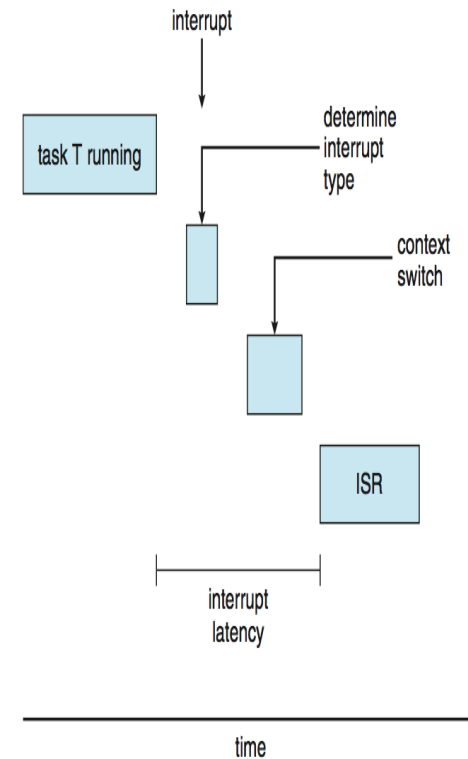 interrupt
task T running
determine
interrupt
type
context
switch
ISR
interrupt
latency
time